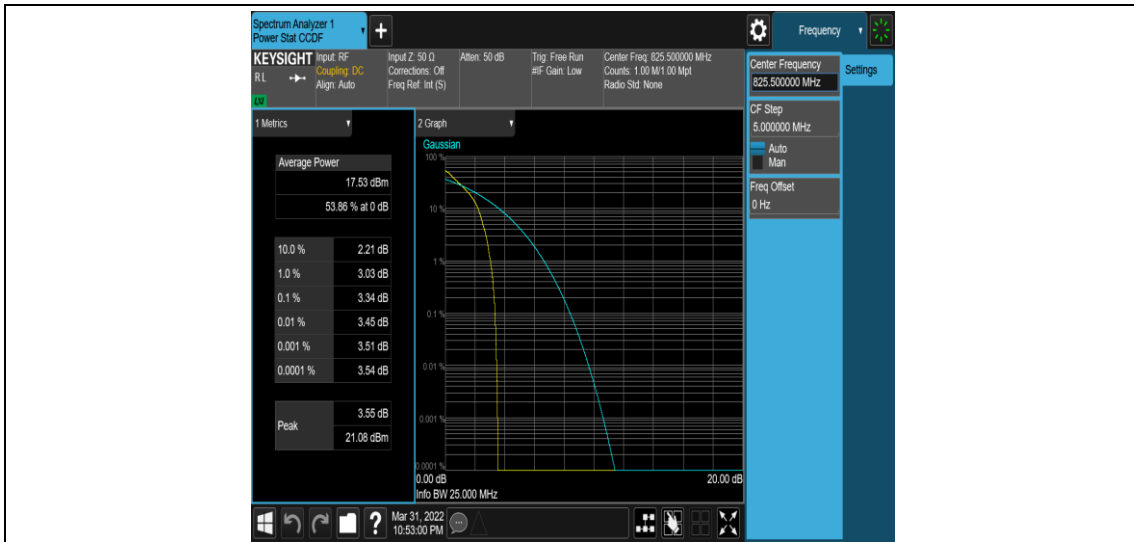 Spectrum Analyzer 1
Power Stat CCDF
Frequency
KEYSIGHT
RL
LXI
Input: RF
Coupling: DC
Align: Auto
Input Z: 50 Ω
Corrections: Off
Freq Ref: Int (S)
Atten: 50 dB
Trig: Free Run
#IF Gain: Low
Center Freq: 825.500000 MHz
Counts: 1.00 M/1.00 Mpt
Radio Std: None
Center Frequency
825.500000 MHz
Settings
CF Step
5.000000 MHz
Auto
Man
Freq Offset
0 Hz
1 Metrics
Average Power
17.53 dBm
53.86 % at 0 dB
10.0 % 2.21 dB
1.0 % 3.03 dB
0.1 % 3.34 dB
0.01 % 3.45 dB
0.001 % 3.51 dB
0.0001 % 3.54 dB
Peak
3.55 dB
21.08 dBm
2 Graph
Gaussian
100 %
10 %
1 %
0.1 %
0.01 %
0.001 %
0.0001 %
0.00 dB 20.00 dB
Info BW 25.000 MHz
?
Mar 31, 2022
10:53:00 PM